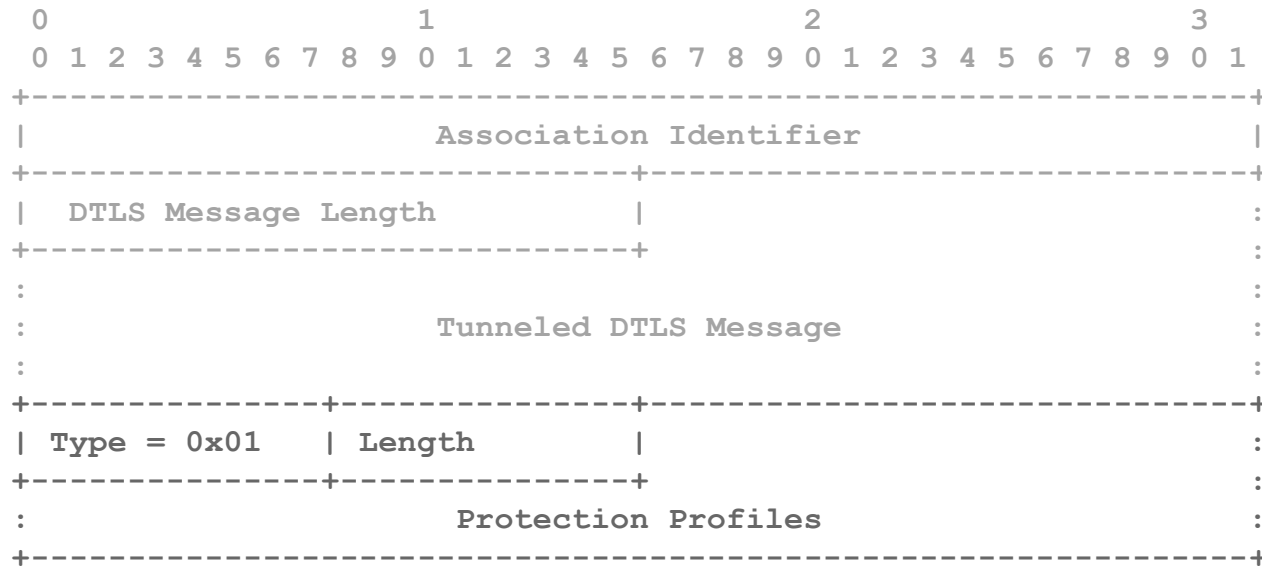 0                   1                   2                   3
 0 1 2 3 4 5 6 7 8 9 0 1 2 3 4 5 6 7 8 9 0 1 2 3 4 5 6 7 8 9 0 1
+---------------------------------------------------------------+
|                     Association Identifier                    |
+-------------------------------+-------------------------------+
|  DTLS Message Length          |                               :
+-------------------------------+                               :
:                                                               :
:                     Tunneled DTLS Message                     :
:                                                               :
+---------------+---------------+-------------------------------+
| Type = 0x01   | Length        |                               :
+---------------+---------------+                               :
:                      Protection Profiles                      :
+---------------------------------------------------------------+